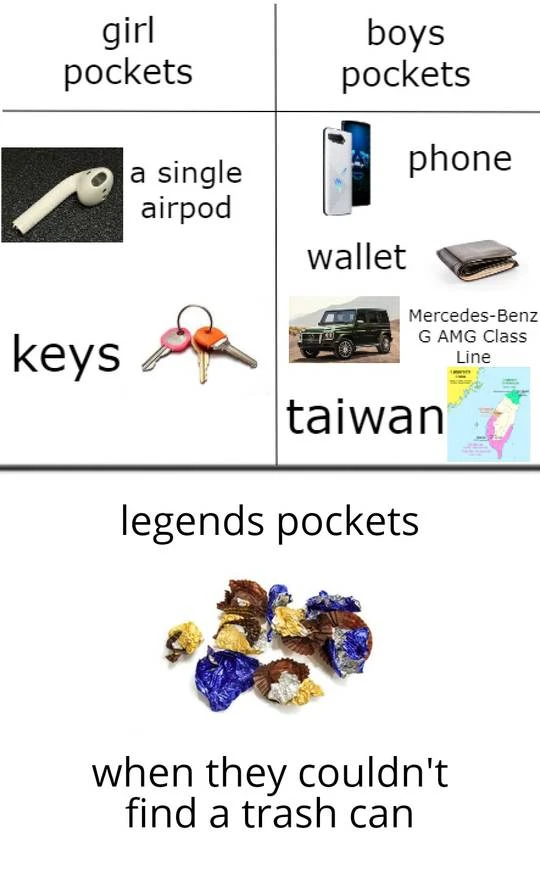 girl
pockets
boys
pockets
a single
airpod
keys
phone
wallet
Mercedes-Benz
G AMG Class
Line
taiwan
legends pockets
when they couldn't
find a trash can